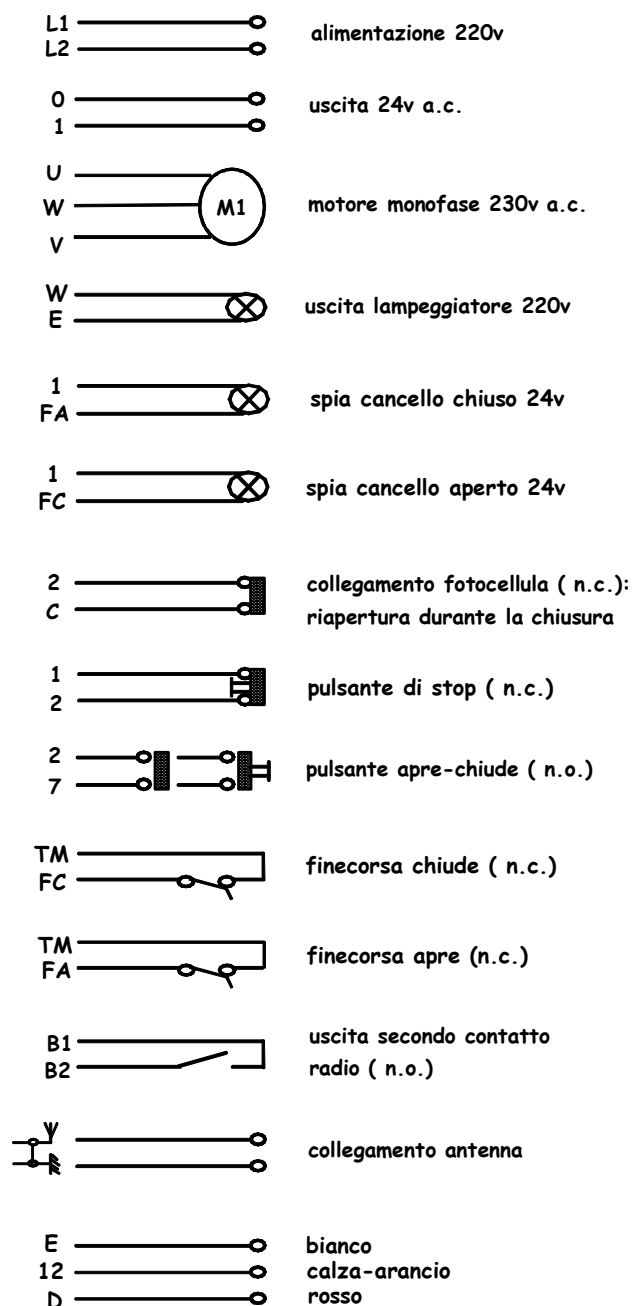 L1
L2
alimentazione 220v
0
1
uscita 24v a.c.
U
W
V
M1
motore monofase 230v a.c.
W
E
uscita lampeggiatore 220v
1
FA
spia cancello chiuso 24v
1
FC
spia cancello aperto 24v
2
C
collegamento fotocellula ( n.c.):
riapertura durante la chiusura
1
2
pulsante di stop ( n.c.)
2
7
pulsante apre-chiude ( n.o.)
TM
FC
finecorsa chiude ( n.c.)
TM
FA
finecorsa apre (n.c.)
B1
B2
uscita secondo contatto
radio ( n.o.)
collegamento antenna
E bianco
12 calza-arancio
D rosso